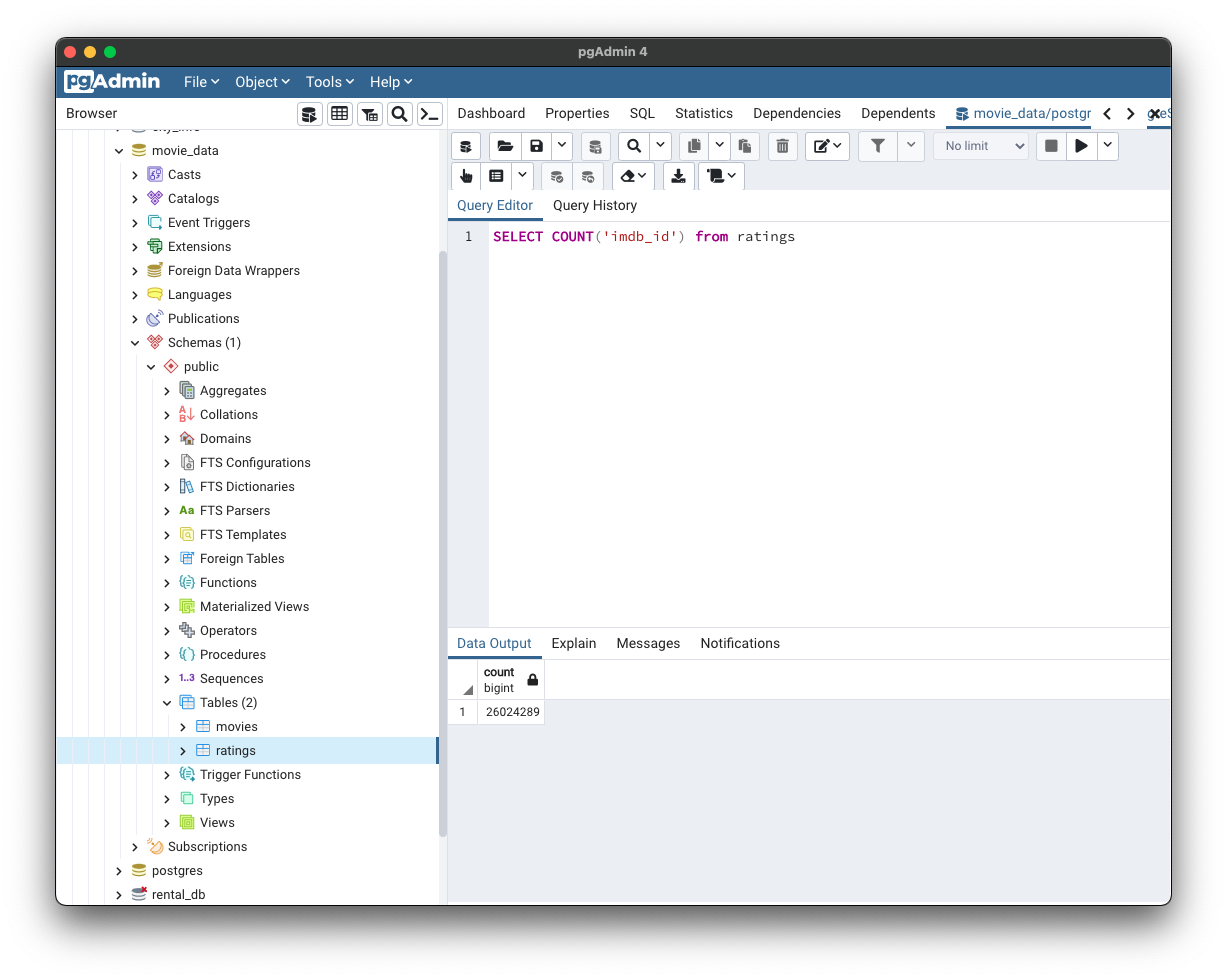 pgAdmin 4
pgAdmin File Object Tools Help
Browser
Dashboard Properties SQL Statistics Dependencies Dependents movie_data/postgr
No limit
Query Editor Query History
1 SELECT COUNT('imdb_id') from ratings
movie_data
Casts
Catalogs
Event Triggers
Extensions
Foreign Data Wrappers
Languages
Publications
Schemas (1)
public
Aggregates
Collations
Domains
FTS Configurations
FTS Dictionaries
Aa FTS Parsers
FTS Templates
Foreign Tables
Functions
Materialized Views
Operators
Procedures
1..3 Sequences
Tables (2)
movies
ratings
Trigger Functions
Types
Views
Subscriptions
postgres
rental_db
Data Output Explain Messages Notifications
count
bigint
1 26024289